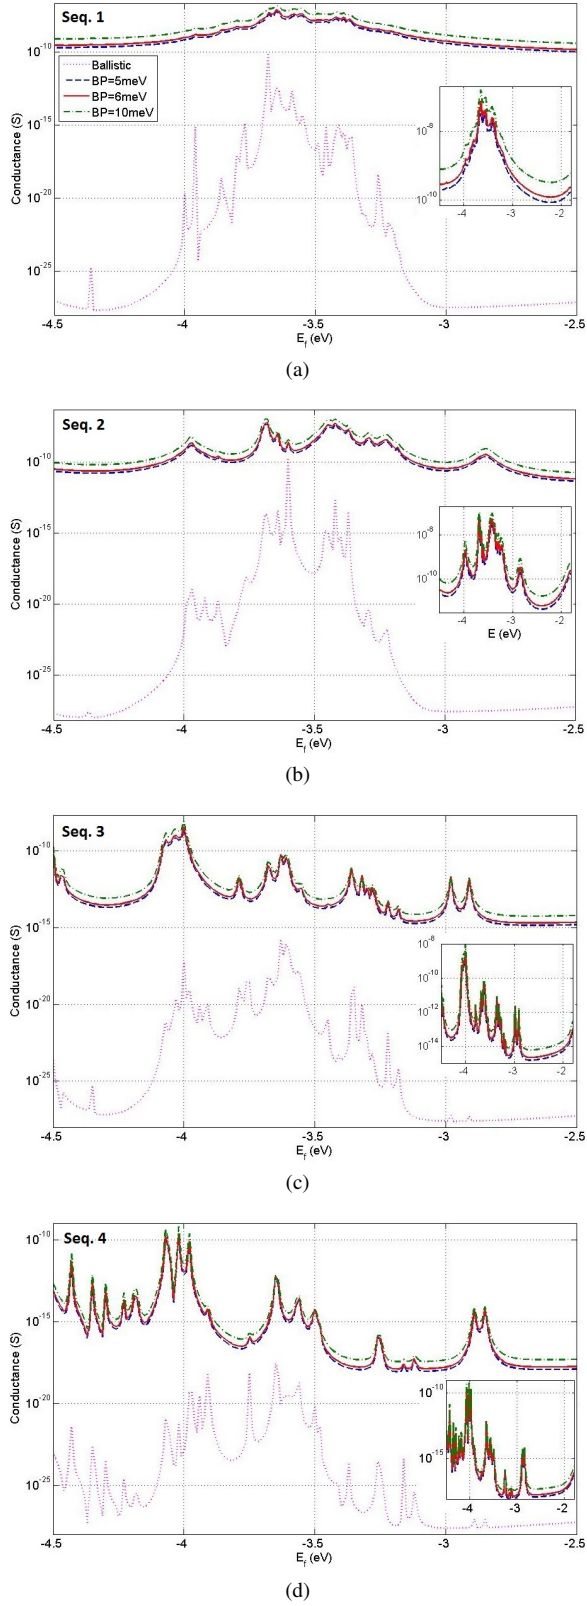 Seq. 1
10^-10
10^-15
10^-20
10^-25
Conductance (S)
Ballistic
BP=5meV
BP=6meV
BP=10meV
10^-8
10^-10
-4 -3 -2
-4.5 -4 -3.5 -3 -2.5
E_f (eV)
(a)
Seq. 2
10^-10
10^-15
10^-20
10^-25
Conductance (S)
10^-8
10^-10
-4 -3 -2
E (eV)
-4.5 -4 -3.5 -3 -2.5
E_f (eV)
(b)
Seq. 3
10^-10
10^-15
10^-20
10^-25
Conductance (S)
10^-8
10^-10
10^-12
10^-14
-4 -3 -2
-4.5 -4 -3.5 -3 -2.5
E_f (eV)
(c)
Seq. 4
10^-10
10^-15
10^-20
10^-25
Conductance (S)
10^-10
10^-15
-4 -3 -2
-4.5 -4 -3.5 -3 -2.5
E_f (eV)
(d)